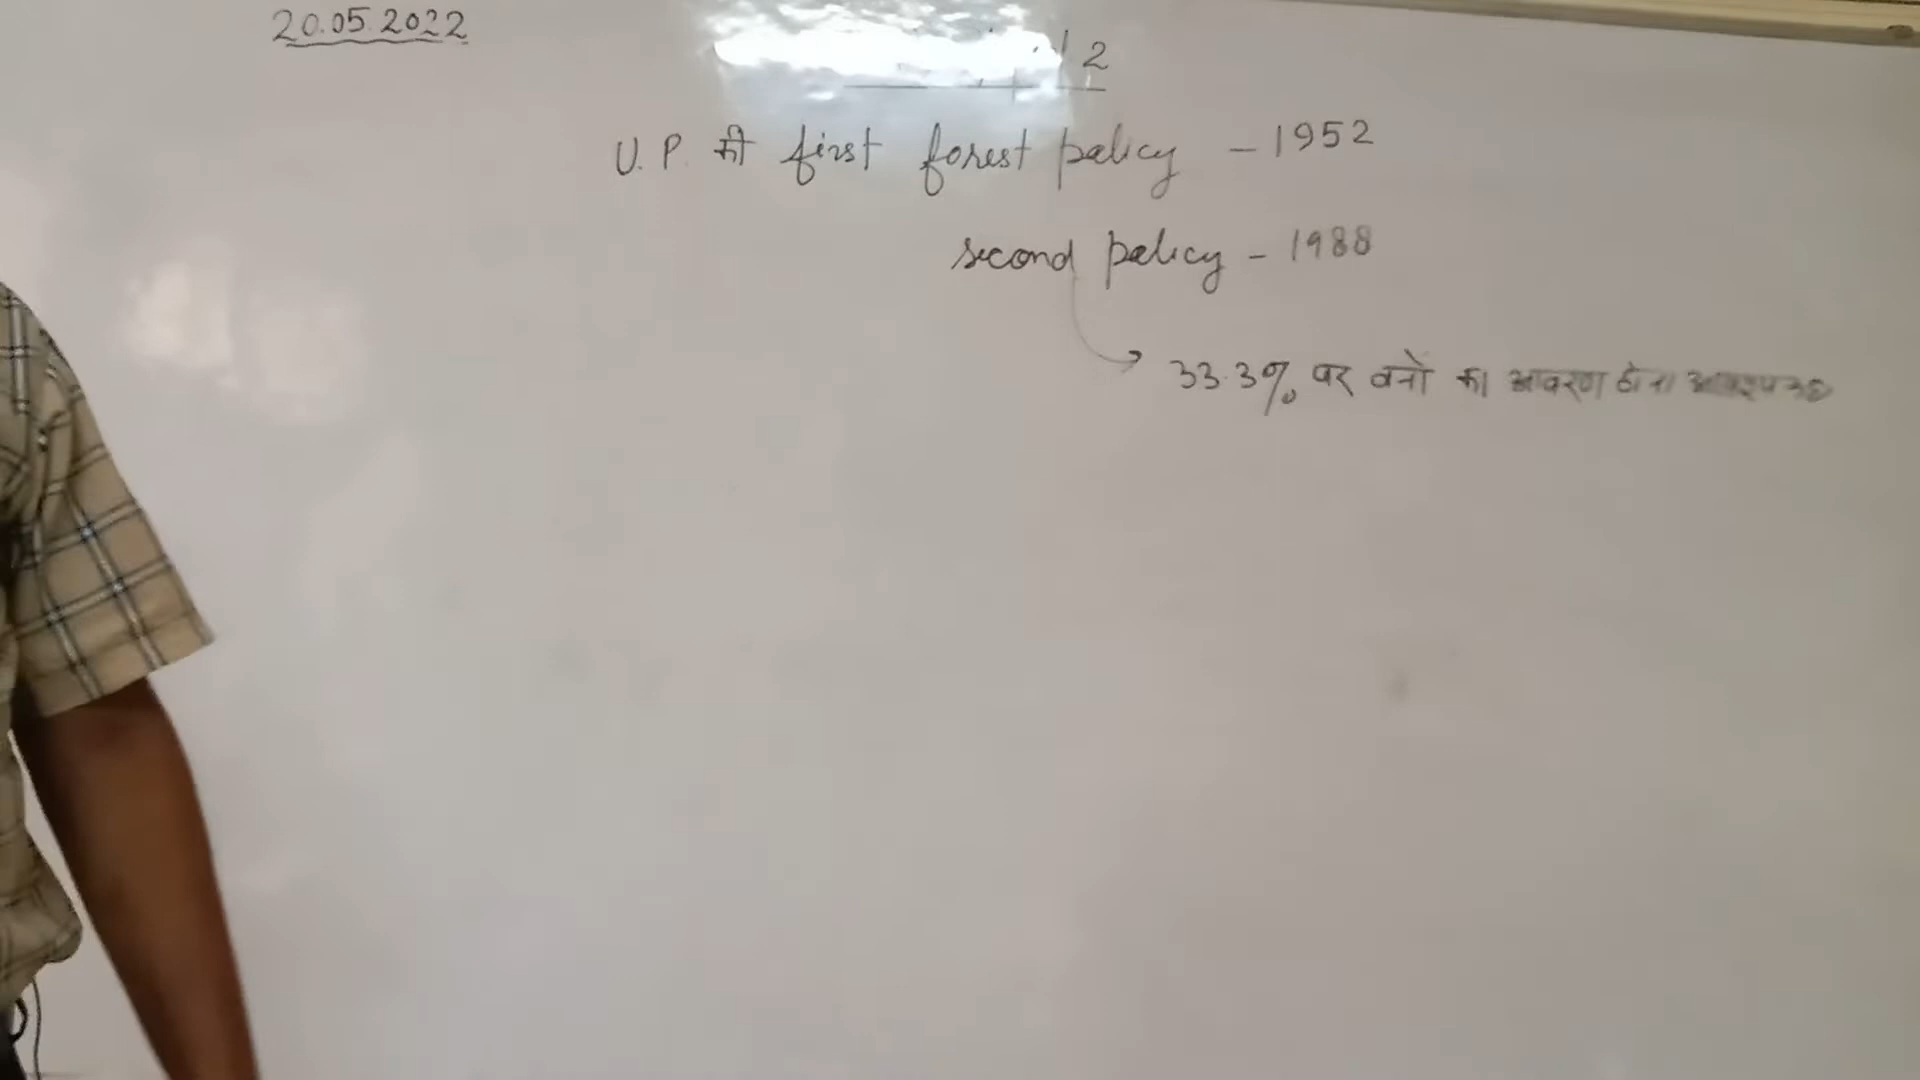 20.05.2022
2
U.P. की first forest policy - 1952
second policy - 1988
33.3% पर वनों का आवरण होना आवश्यक है